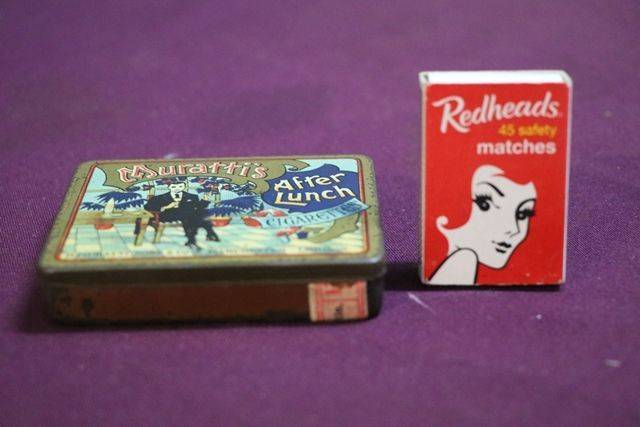 Muratti's
After
Lunch
CIGARETTES
Redheads
45 safety
matches